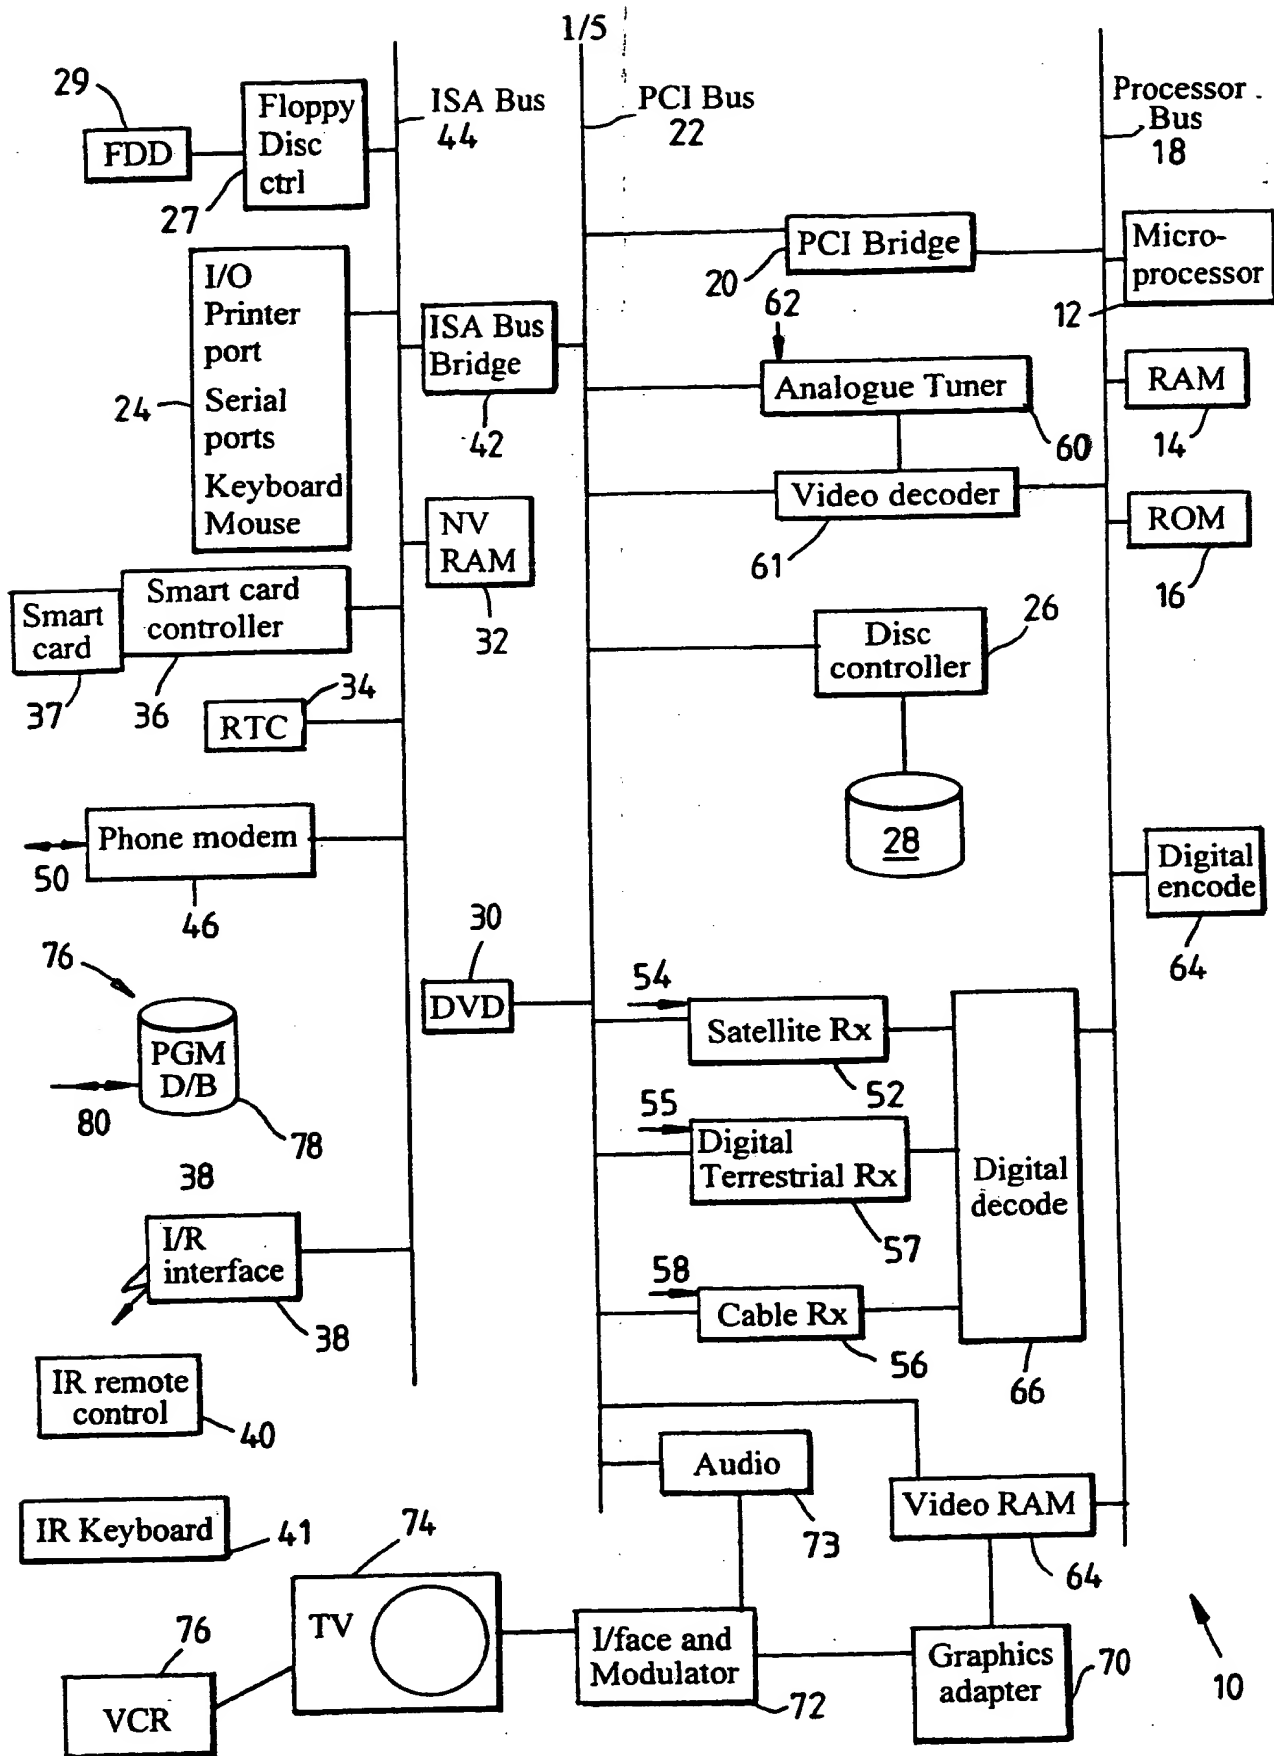 1/5
29
FDD
Floppy
Disc
ctrl
27
ISA Bus
44
PCI Bus
22
Processor
Bus
18
I/O
Printer
port
Serial
ports
Keyboard
Mouse
24
ISA Bus
Bridge
42
PCI Bridge
20
Micro-
processor
12
62
Analogue Tuner
60
RAM
14
Video decoder
61
ROM
16
NV
RAM
32
Smart
card
37
Smart card
controller
36
RTC
34
Disc
controller
26
28
Phone modem
50
46
Digital
encode
64
76
PGM
D/B
80
78
30
DVD
54
Satellite Rx
52
55
Digital
Terrestrial Rx
57
58
Cable Rx
56
Digital
decode
66
38
I/R
interface
38
IR remote
control
40
IR Keyboard
41
Audio
73
Video RAM
64
74
TV
76
VCR
I/face and
Modulator
72
Graphics
adapter
70
10